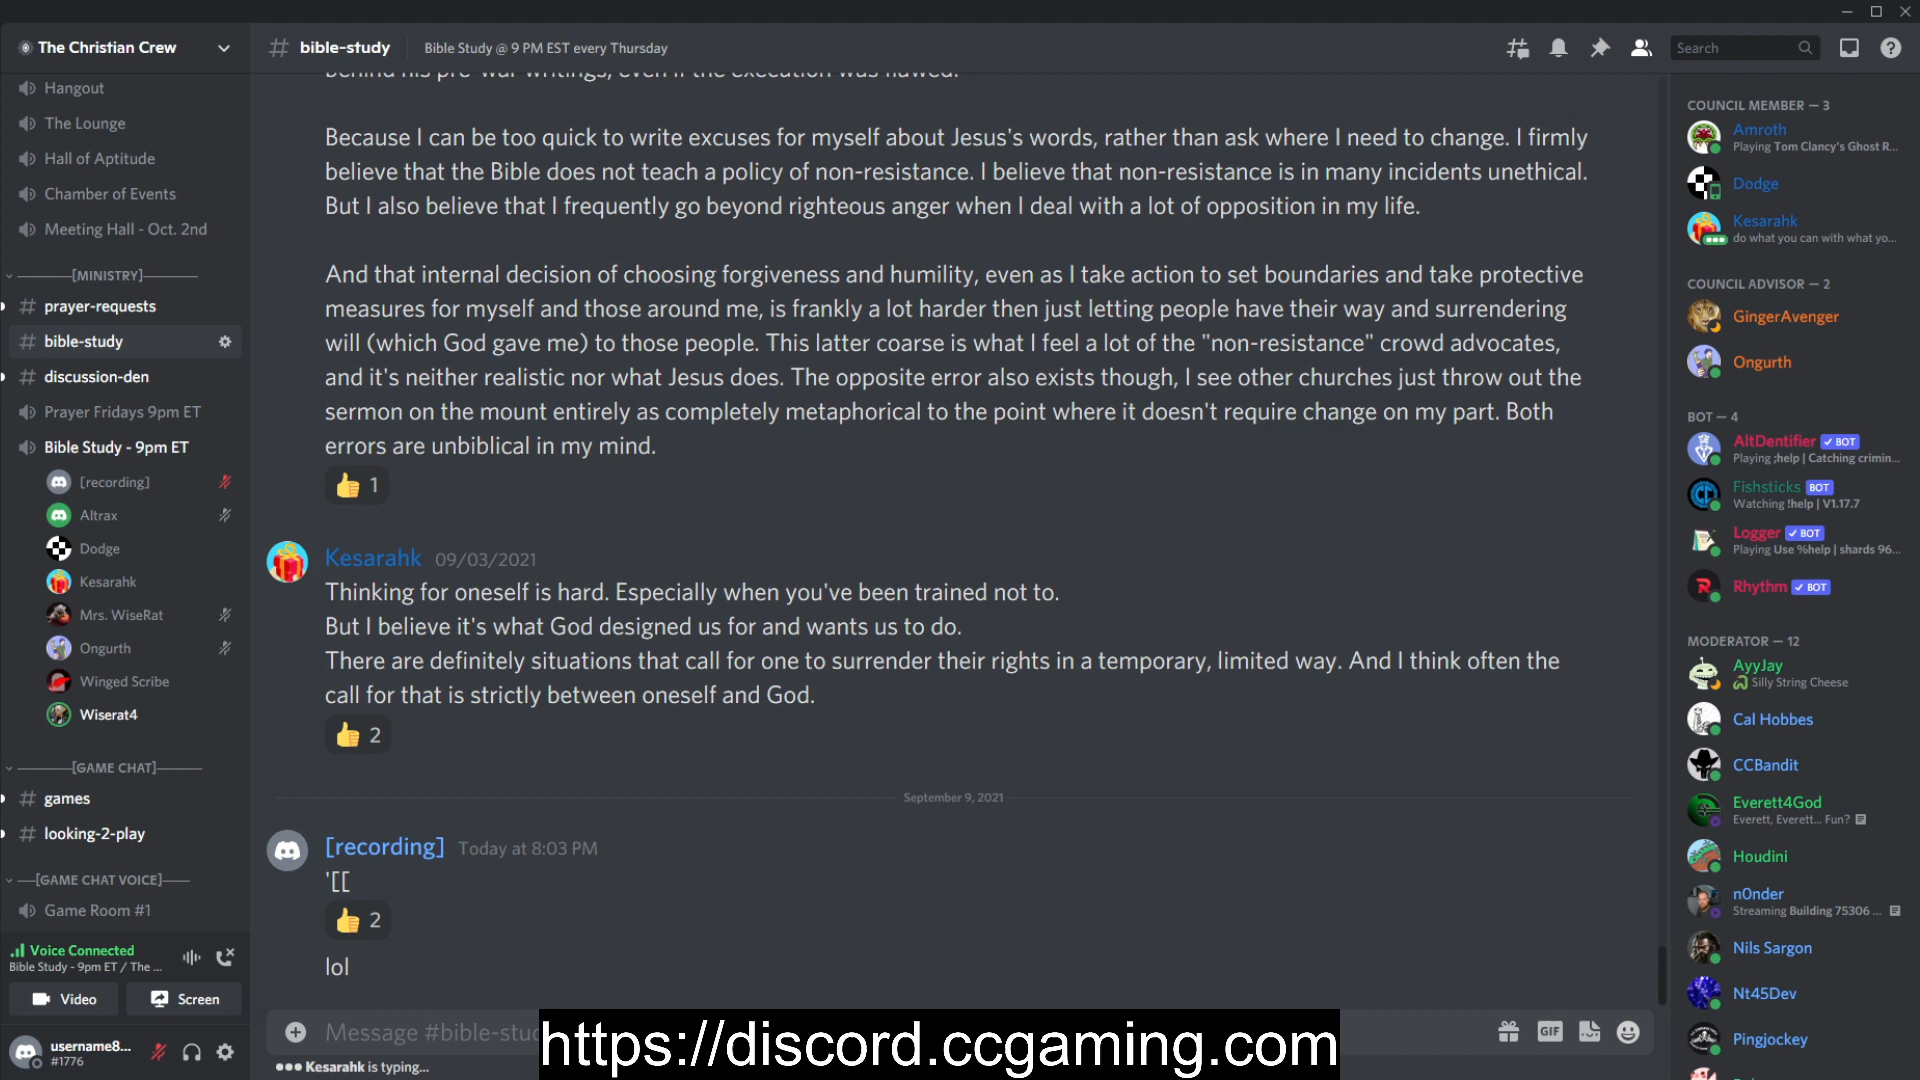 The Christian Crew
bible-study
Bible Study @ 9 PM EST every Thursday
Search
Hangout
The Lounge
Hall of Aptitude
Chamber of Events
Meeting Hall - Oct. 2nd
[MINISTRY]
prayer-requests
bible-study
discussion-den
Prayer Fridays 9pm ET
Bible Study - 9pm ET
[recording]
Altrax
Dodge
Kesarahk
Mrs. WiseRat
Ongurth
Winged Scribe
Wiserat4
[GAME CHAT]
games
looking-2-play
[GAME CHAT VOICE]
Game Room #1
Voice Connected
Bible Study - 9pm ET / The ...
Video
Screen
username8...
#1776
behind his pre-war writings, even if the execution was flawed.
Because I can be too quick to write excuses for myself about Jesus's words, rather than ask where I need to change. I firmly
believe that the Bible does not teach a policy of non-resistance. I believe that non-resistance is in many incidents unethical.
But I also believe that I frequently go beyond righteous anger when I deal with a lot of opposition in my life.
And that internal decision of choosing forgiveness and humility, even as I take action to set boundaries and take protective
measures for myself and those around me, is frankly a lot harder then just letting people have their way and surrendering
will (which God gave me) to those people. This latter coarse is what I feel a lot of the "non-resistance" crowd advocates,
and it's neither realistic nor what Jesus does. The opposite error also exists though, I see other churches just throw out the
sermon on the mount entirely as completely metaphorical to the point where it doesn't require change on my part. Both
errors are unbiblical in my mind.
1
Kesarahk 09/03/2021
Thinking for oneself is hard. Especially when you've been trained not to.
But I believe it's what God designed us for and wants us to do.
There are definitely situations that call for one to surrender their rights in a temporary, limited way. And I think often the
call for that is strictly between oneself and God.
2
September 9, 2021
[recording] Today at 8:03 PM
'[[
2
lol
Message #bible-stu
GIF
https://discord.ccgaming.com
Kesarahk is typing...
COUNCIL MEMBER — 3
Amroth
Playing Tom Clancy's Ghost R...
Dodge
Kesarahk
do what you can with what yo...
COUNCIL ADVISOR — 2
GingerAvenger
Ongurth
BOT — 4
AltDentifier BOT
Playing ;help | Catching crimin...
Fishsticks BOT
Watching !help | V1.17.7
Logger BOT
Playing Use %help | shards 96...
Rhythm BOT
MODERATOR — 12
AyyJay
Silly String Cheese
Cal Hobbes
CCBandit
Everett4God
Everett, Everett... Fun?
Houdini
n0nder
Streaming Building 75306 ...
Nils Sargon
Nt45Dev
Pingjockey